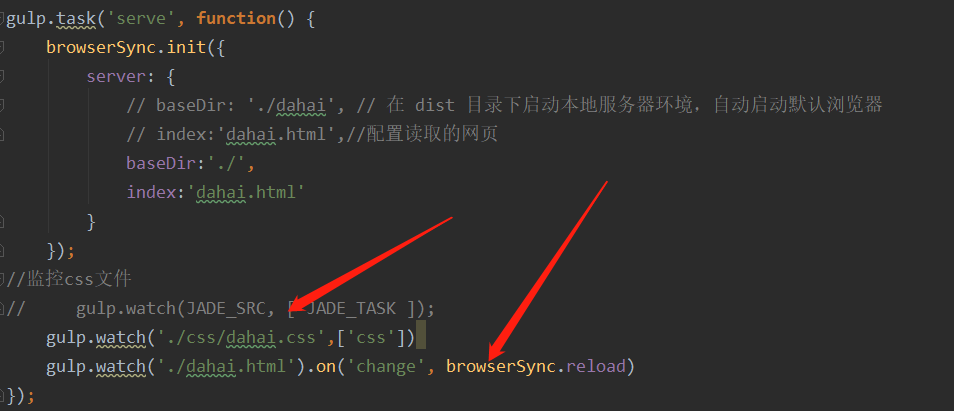 gulp.task('serve', function() {
browserSync.init({
server: {
// baseDir: './dahai', // 在 dist 目录下启动本地服务器环境，自动启动默认浏览器
// index:'dahai.html',//配置读取的网页
baseDir:'./',
index:'dahai.html'
}
});
//监控css文件
// gulp.watch(JADE_SRC, [ JADE_TASK ]);
gulp.watch('./css/dahai.css',['css'])
gulp.watch('./dahai.html').on('change', browserSync.reload)
});